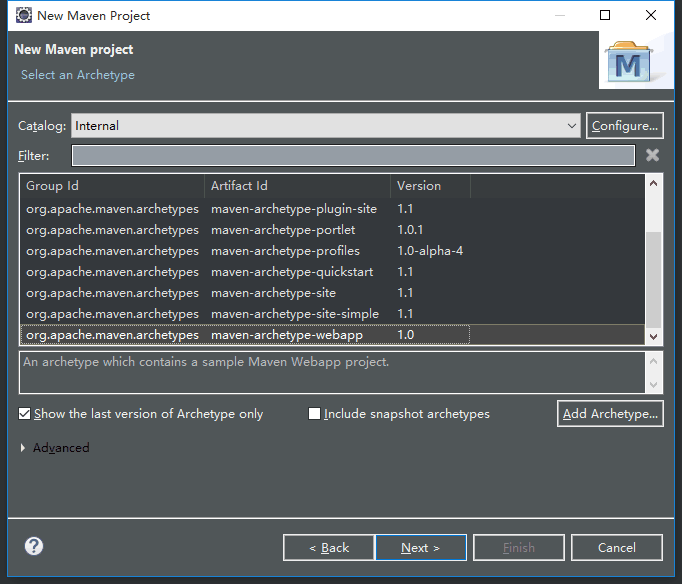 New Maven Project
New Maven project
Select an Archetype
M
Catalog: Internal Configure...
Filter:
Group Id Artifact Id Version
org.apache.maven.archetypes maven-archetype-plugin-site 1.1
org.apache.maven.archetypes maven-archetype-portlet 1.0.1
org.apache.maven.archetypes maven-archetype-profiles 1.0-alpha-4
org.apache.maven.archetypes maven-archetype-quickstart 1.1
org.apache.maven.archetypes maven-archetype-site 1.1
org.apache.maven.archetypes maven-archetype-site-simple 1.1
org.apache.maven.archetypes maven-archetype-webapp 1.0
An archetype which contains a sample Maven Webapp project.
Show the last version of Archetype only Include snapshot archetypes Add Archetype...
Advanced
? < Back Next > Finish Cancel